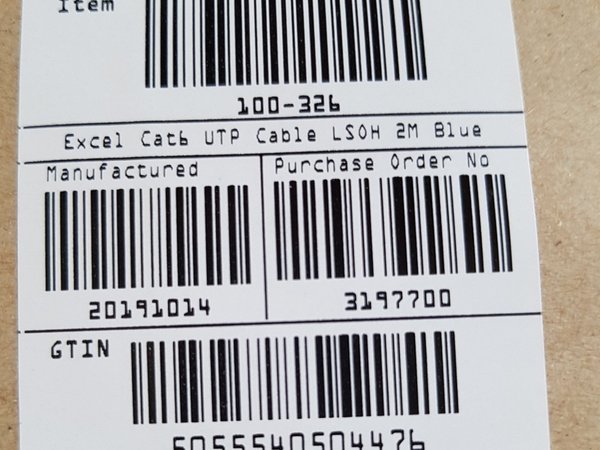 Item
100-326
Excel Cat6 UTP Cable LSOH 2M Blue
Manufactured
Purchase Order No
20191014
3197700
GTIN
5055540504476